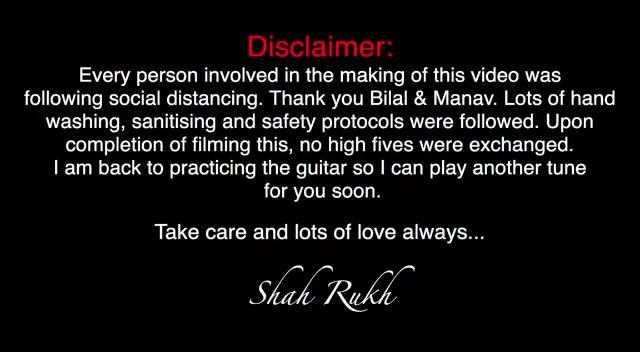 Disclaimer:
Every person involved in the making of this video was
following social distancing. Thank you Bilal & Manav. Lots of hand
washing, sanitising and safety protocols were followed. Upon
completion of filming this, no high fives were exchanged.
I am back to practicing the guitar so I can play another tune
for you soon.
Take care and lots of love always...
Shah Rukh